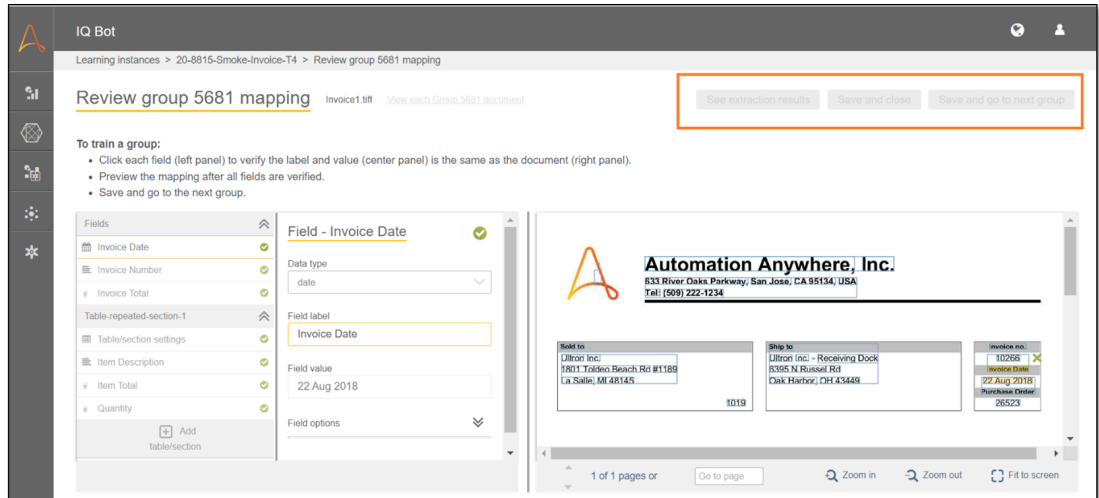 IQ Bot
Learning instances > 20-8815-Smoke-Invoice-T4 > Review group 5681 mapping
Review group 5681 mapping Invoice1.tiff View each Group 5681 document
See extraction results Save and close Save and go to next group
To train a group:
• Click each field (left panel) to verify the label and value (center panel) is the same as the document (right panel).
• Preview the mapping after all fields are verified.
• Save and go to the next group.
Fields
Invoice Date
Invoice Number
# Invoice Total
Table-repeated-section-1
Table/section settings
Item Description
# Item Total
# Quantity
Add
table/section
Field - Invoice Date
Data type
date
Field label
Invoice Date
Field value
22 Aug 2018
Field options
Automation Anywhere, Inc.
633 River Oaks Parkway, San Jose, CA 95134, USA
Tel: (509) 222-1234
Sold to
Ultron Inc.
1801 Toldeo Beach Rd #1189
La Salle, MI 48145
1019
Ship to
Ultron Inc. - Receiving Dock
6395 N Russel Rd
Oak Harbor, OH 43449
Invoice no.
10266
Invoice Date
22 Aug 2018
Purchase Order
26523
1 of 1 pages or Go to page Zoom in Zoom out Fit to screen